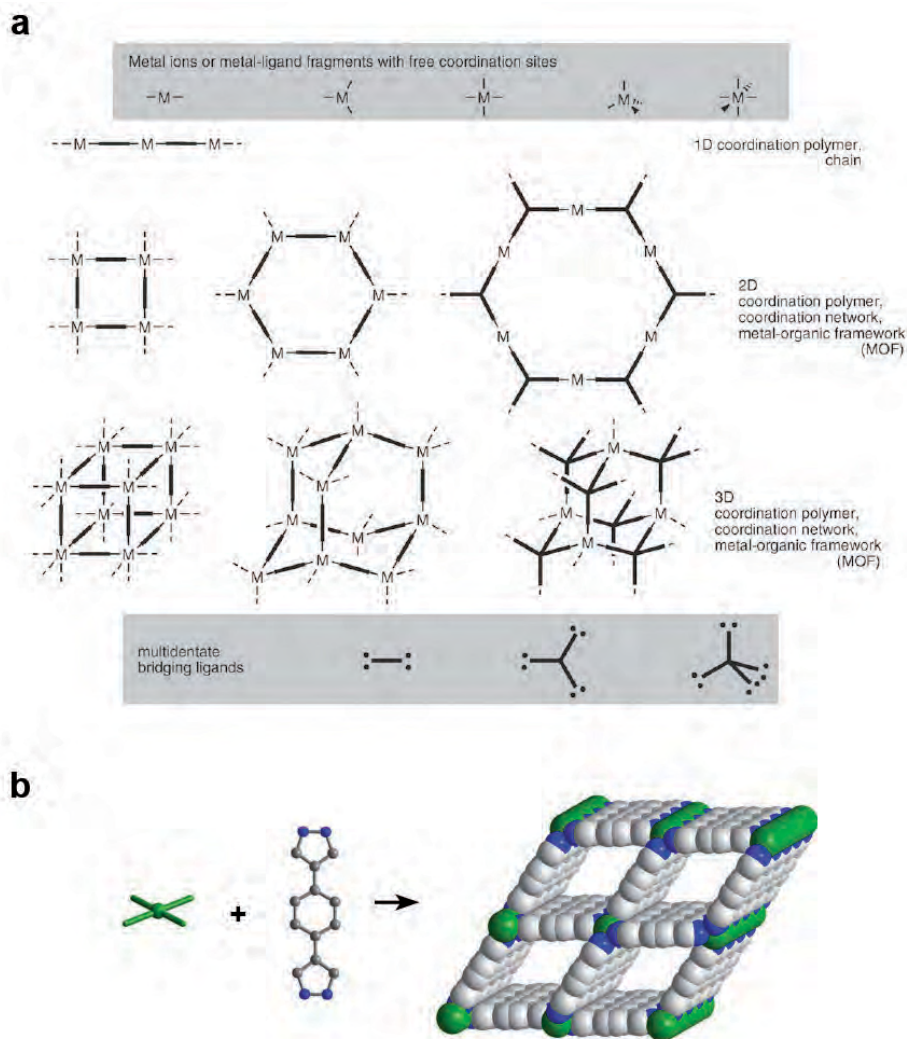 a
Metal ions or metal-ligand fragments with free coordination sites
M M M M M
M M M
1D coordination polymer,
chain
M M
M M
M M
M M
M M
M
M M
M M
M
2D
coordination polymer,
coordination network,
metal-organic framework
(MOF)
M M
M M
M M
M M
M
M M
M
M M
M
M M
M
M
M M
M
3D
coordination polymer,
coordination network,
metal-organic framework
(MOF)
multidentate
bridging ligands
b
+